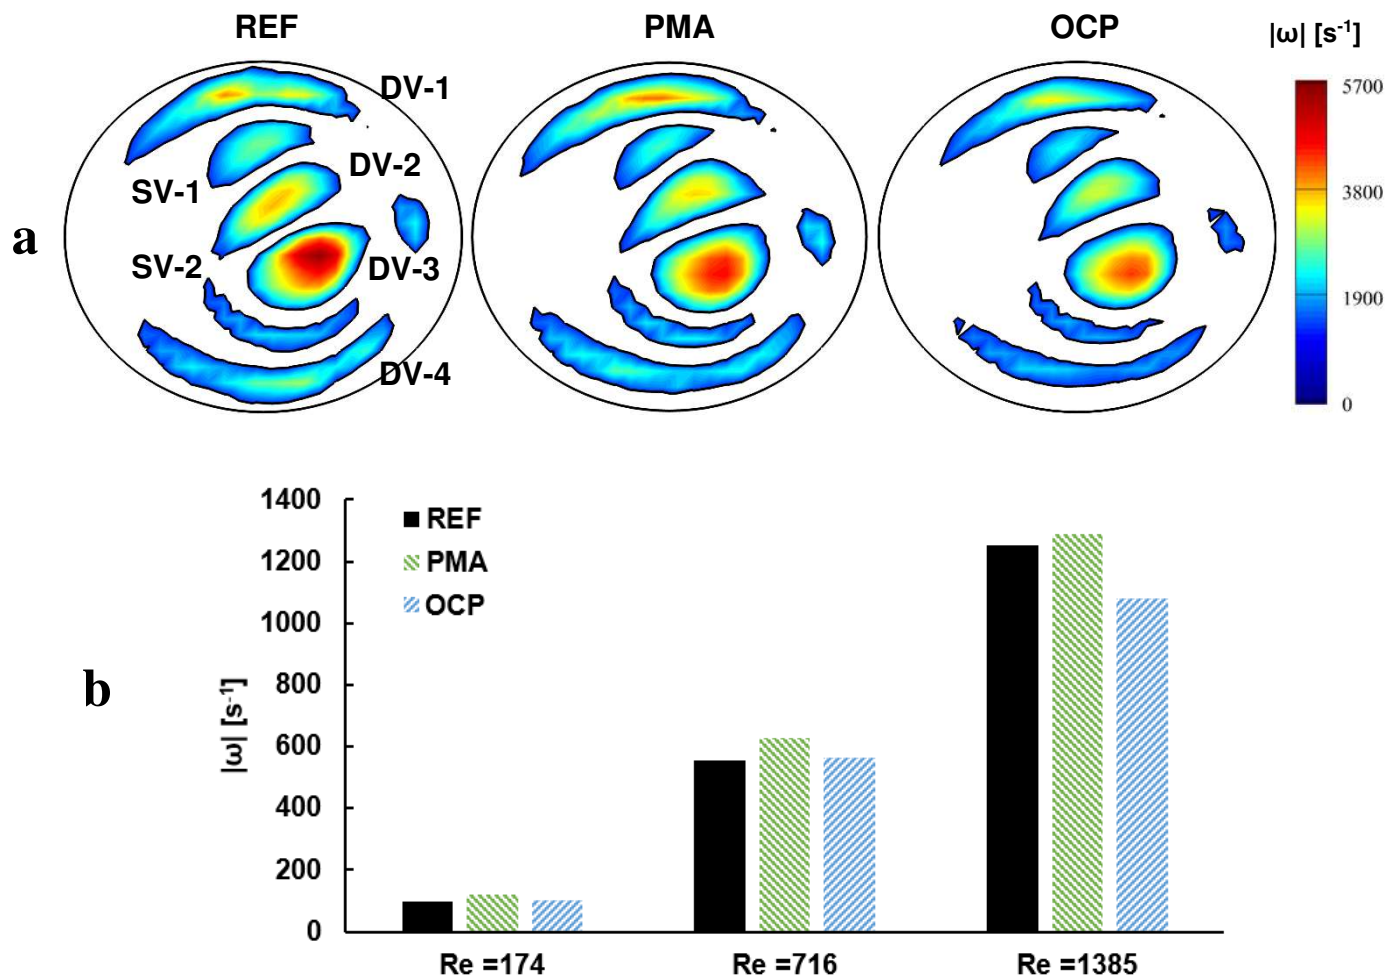 REF PMA OCP |ω| [s-1]
DV-1
DV-2
SV-1
SV-2
DV-3
DV-4
a
5700
3800
1900
0
b
|ω| [s-1]
1400
1200
1000
800
600
400
200
0
REF
PMA
OCP
Re =174 Re =716 Re =1385